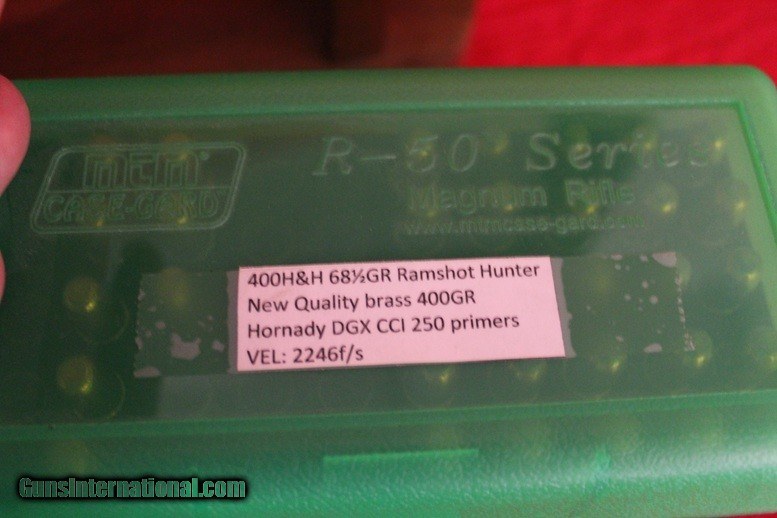 mtm®
CASE-GARD
R-50 Series
Magnum Rifle
www.mtmcase-gard.com
400H&H 68½GR Ramshot Hunter
New Quality brass 400GR
Hornady DGX CCI 250 primers
VEL: 2246f/s
GunsInternational.com